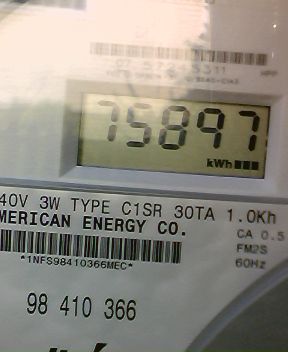 75897
kWh
40V 3W TYPE C1SR 30TA 1.0Kh
MERICAN ENERGY CO.
CA 0.5
FM2S
*1NFS98410366MEC*
60Hz
98 410 366